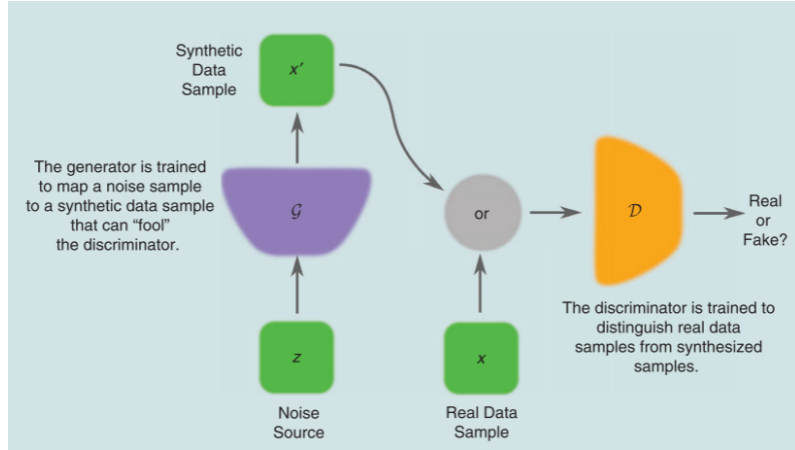 Synthetic
Data
Sample
x′
The generator is trained
to map a noise sample
to a synthetic data sample
that can “fool”
the discriminator.
𝒢
or
𝒟
Real
or
Fake?
The discriminator is trained to
distinguish real data
samples from synthesized
samples.
z
x
Noise
Source
Real Data
Sample